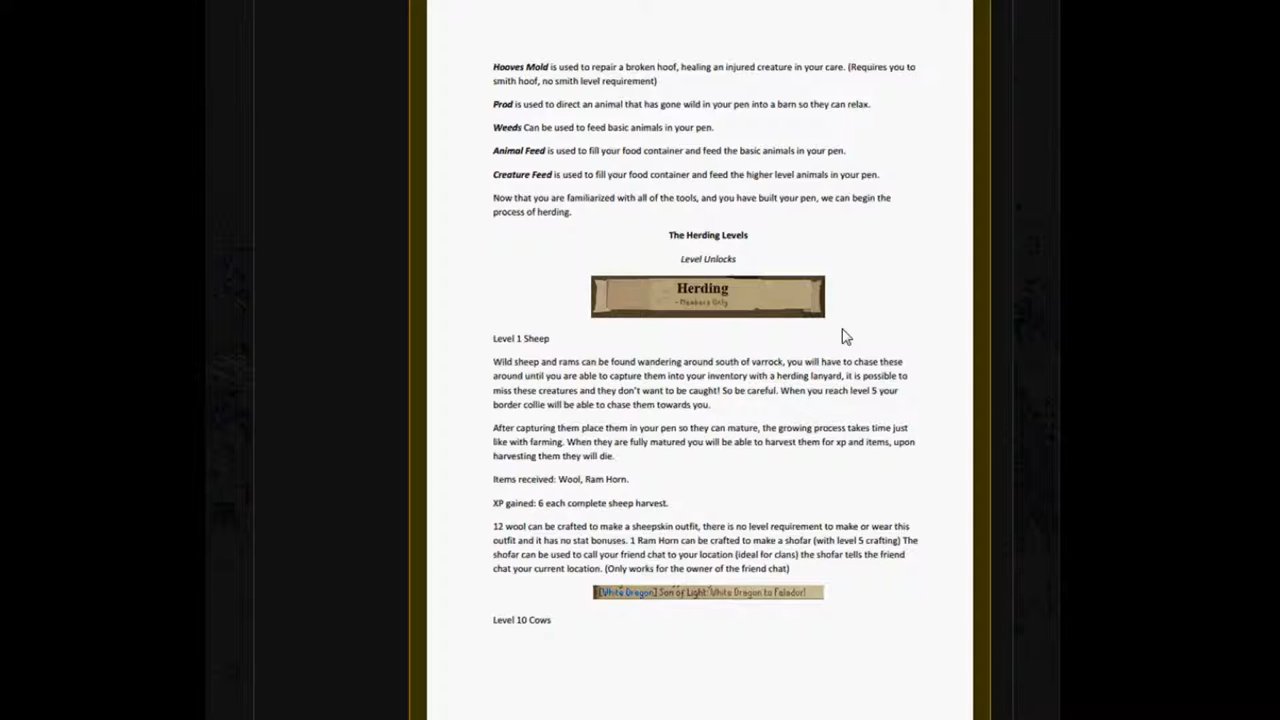 Hooves Mold is used to repair a broken hoof, healing an injured creature in your care. (Requires you to
smith hoof, no smith level requirement)
Prod is used to direct an animal that has gone wild in your pen into a barn so they can relax.
Weeds Can be used to feed basic animals in your pen.
Animal Feed is used to fill your food container and feed the basic animals in your pen.
Creature Feed is used to fill your food container and feed the higher level animals in your pen.
Now that you are familiarized with all of the tools, and you have built your pen, we can begin the
process of herding.
The Herding Levels
Level Unlocks
Herding
- Members Only
Level 1 Sheep
Wild sheep and rams can be found wandering around south of varrock, you will have to chase these
around until you are able to capture them into your inventory with a herding lanyard, it is possible to
miss these creatures and they don't want to be caught! So be careful. When you reach level 5 your
border collie will be able to chase them towards you.
After capturing them place them in your pen so they can mature, the growing process takes time just
like with farming. When they are fully matured you will be able to harvest them for xp and items, upon
harvesting them they will die.
Items received: Wool, Ram Horn.
XP gained: 6 each complete sheep harvest.
12 wool can be crafted to make a sheepskin outfit, there is no level requirement to make or wear this
outfit and it has no stat bonuses. 1 Ram Horn can be crafted to make a shofar (with level 5 crafting) The
shofar can be used to call your friend chat to your location (ideal for clans) the shofar tells the friend
chat your current location. (Only works for the owner of the friend chat)
[White Dragon] Son of Light: White Dragon to Falador!
Level 10 Cows